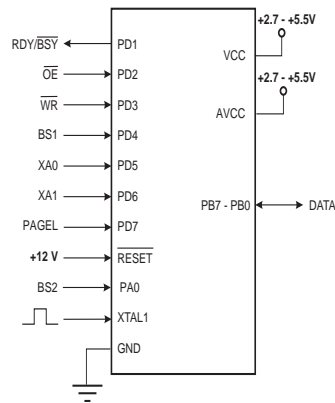 +2.7 - +5.5V
RDY/BSY PD1
VCC
OE PD2
+2.7 - +5.5V
WR PD3
AVCC
BS1 PD4
XA0 PD5
XA1 PD6
PB7 - PB0 DATA
PAGEL PD7
+12 V RESET
BS2 PA0
XTAL1
GND